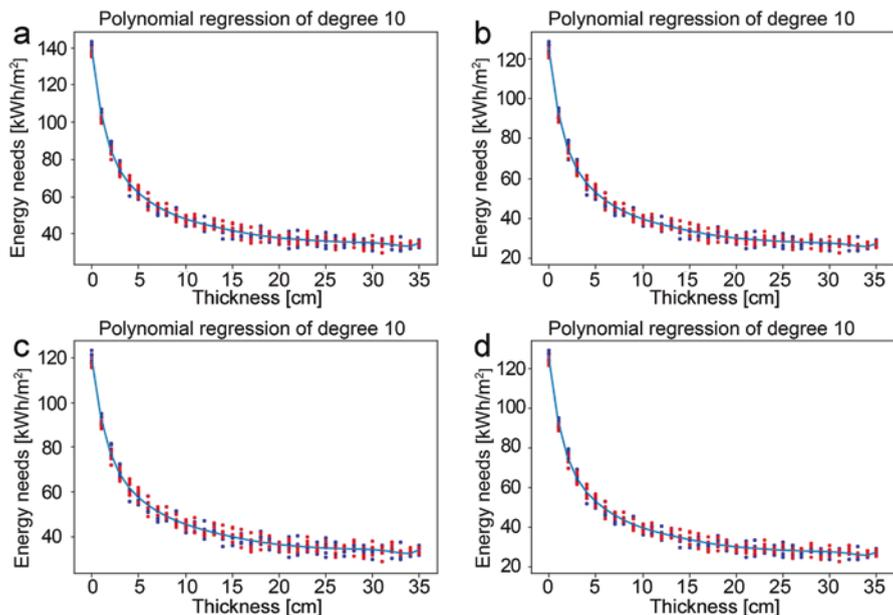 a
Polynomial regression of degree 10
Energy needs [kWh/m²]
140
120
100
80
60
40
0 5 10 15 20 25 30 35
Thickness [cm]
b
Polynomial regression of degree 10
Energy needs [kWh/m²]
120
100
80
60
40
20
0 5 10 15 20 25 30 35
Thickness [cm]
c
Polynomial regression of degree 10
Energy needs [kWh/m²]
120
100
80
60
40
0 5 10 15 20 25 30 35
Thickness [cm]
d
Polynomial regression of degree 10
Energy needs [kWh/m²]
120
100
80
60
40
20
0 5 10 15 20 25 30 35
Thickness [cm]